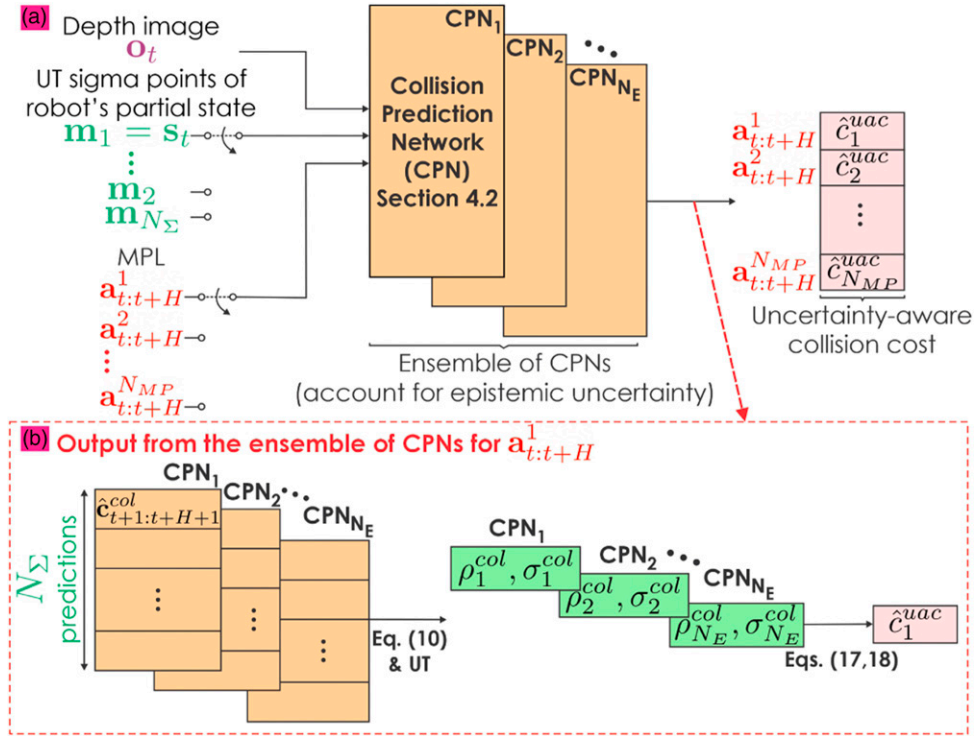 (a)
Depth image
o_t
UT sigma points of
robot's partial state
m_1 = s_t
⋮
m_2
m_{N_Σ}
MPL
a^1_{t:t+H}
a^2_{t:t+H}
⋮
a^{N_{MP}}_{t:t+H}
CPN_1
CPN_2
•••
CPN_{N_E}
Collision
Prediction
Network
(CPN)
Section 4.2
Ensemble of CPNs
(account for epistemic uncertainty)
a^1_{t:t+H} ĉ^{uac}_1
a^2_{t:t+H} ĉ^{uac}_2
⋮
a^{N_{MP}}_{t:t+H} ĉ^{uac}_{N_{MP}}
Uncertainty-aware
collision cost
(b) Output from the ensemble of CPNs for a^1_{t:t+H}
N_Σ
predictions
CPN_1
CPN_2
•••
CPN_{N_E}
ĉ^{col}_{t+1:t+H+1}
⋮
⋮
⋮
Eq. (10)
& UT
CPN_1
CPN_2
•••
CPN_{N_E}
ρ^{col}_1, σ^{col}_1
ρ^{col}_2, σ^{col}_2
ρ^{col}_{N_E}, σ^{col}_{N_E}
Eqs. (17,18)
ĉ^{uac}_1